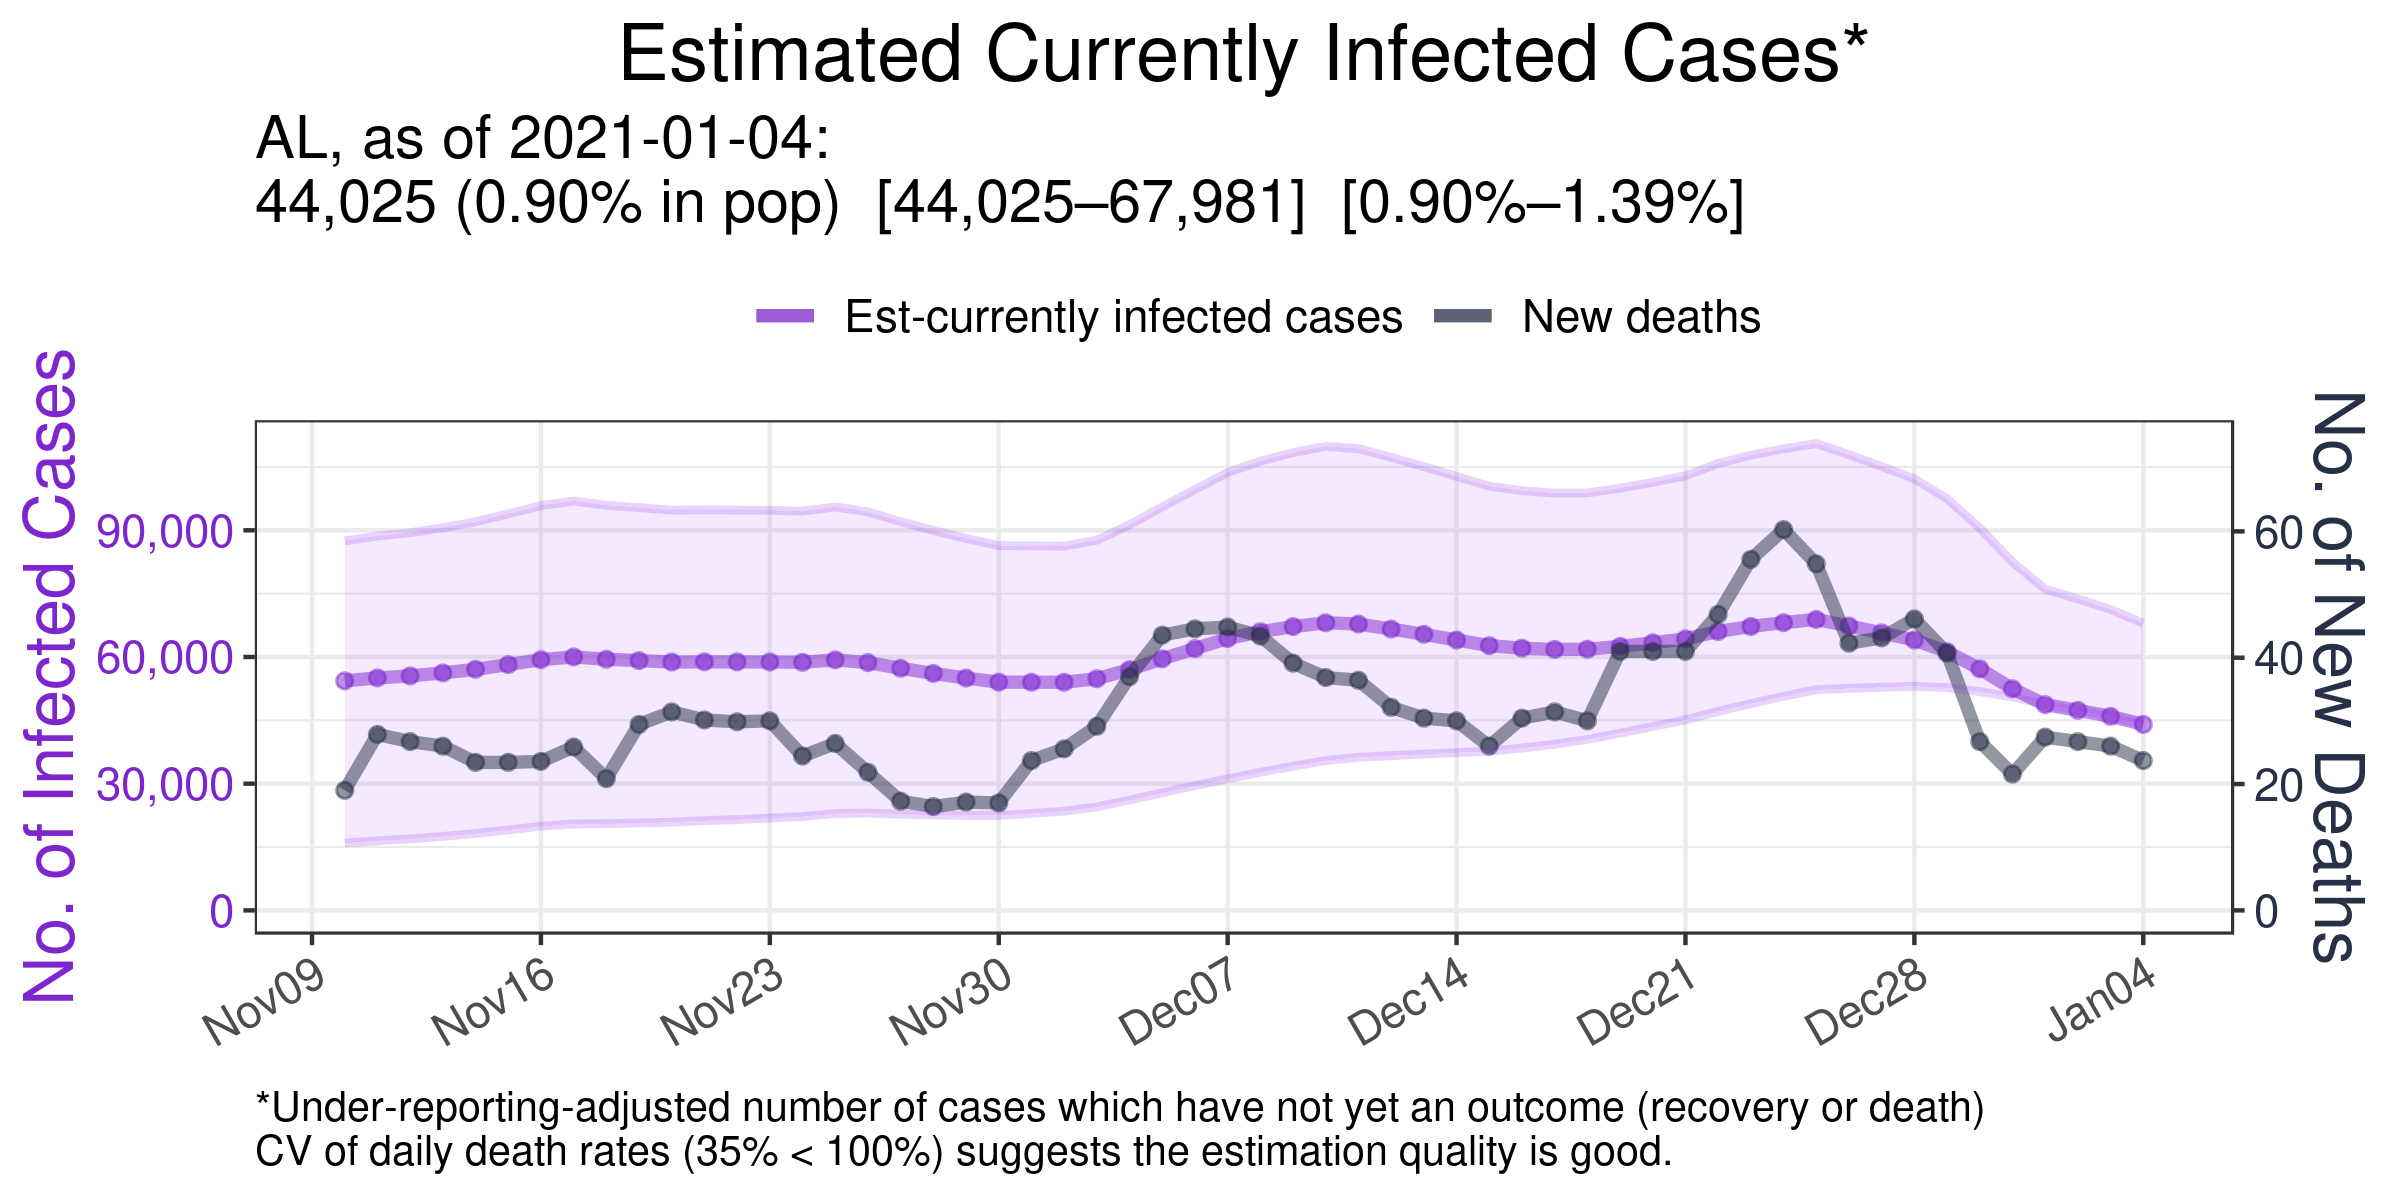 Estimated Currently Infected Cases*
AL, as of 2021-01-04:
44,025 (0.90% in pop)  [44,025–67,981]  [0.90%–1.39%]
Est-currently infected cases
New deaths
No. of Infected Cases
90,000
60,000
30,000
0
No. of New Deaths
60
40
20
0
Nov09
Nov16
Nov23
Nov30
Dec07
Dec14
Dec21
Dec28
Jan04
*Under-reporting-adjusted number of cases which have not yet an outcome (recovery or death)
CV of daily death rates (35% < 100%) suggests the estimation quality is good.